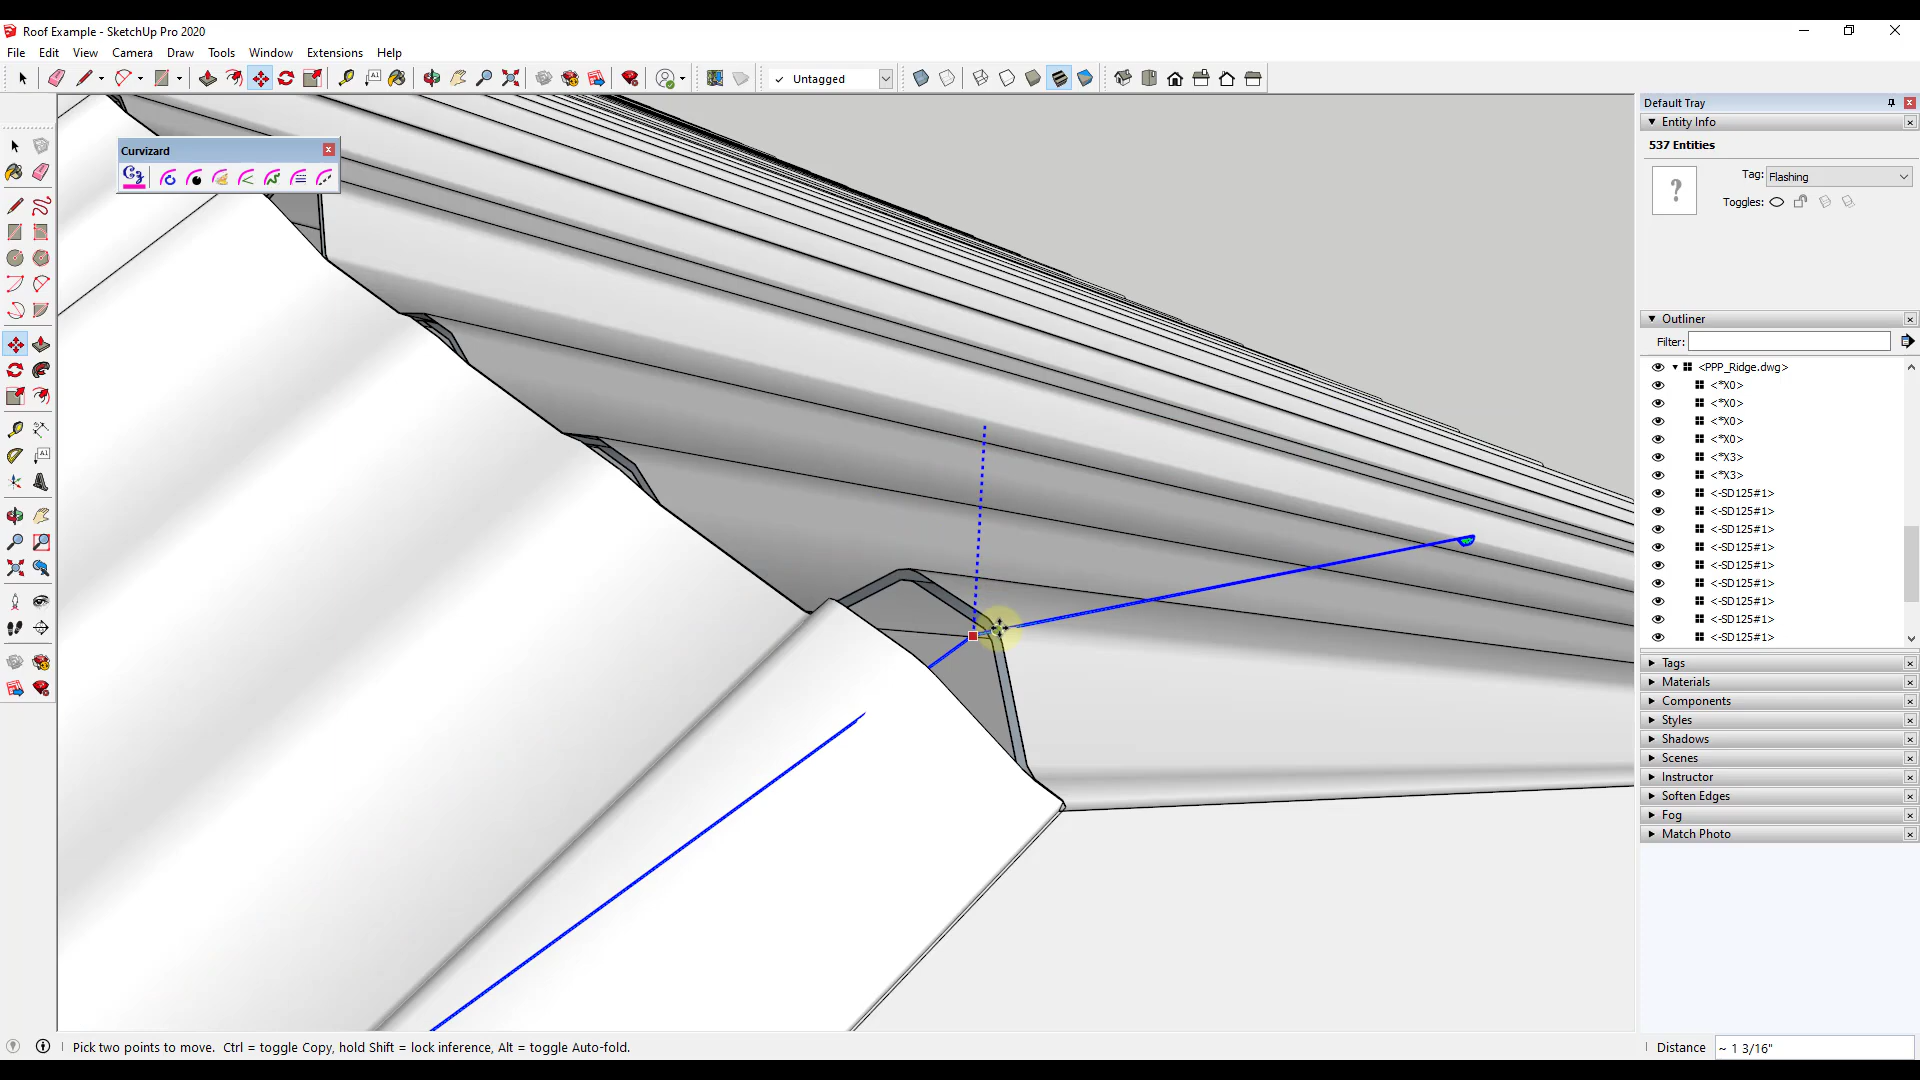 Roof Example - SketchUp Pro 2020
File Edit View Camera Draw Tools Window Extensions Help
A1
✓ Untagged
Default Tray
Entity Info
537 Entities
Tag: Flashing
?
Toggles:
Curvizard
Outliner
Filter:
<PPP_Ridge.dwg>
<*X0>
<*X0>
<*X0>
<*X0>
<*X3>
<*X3>
<-SD125#1>
<-SD125#1>
<-SD125#1>
<-SD125#1>
<-SD125#1>
<-SD125#1>
<-SD125#1>
<-SD125#1>
<-SD125#1>
A1
Tags
Materials
Components
Styles
Shadows
Scenes
Instructor
Soften Edges
Fog
Match Photo
Pick two points to move. Ctrl = toggle Copy, hold Shift = lock inference, Alt = toggle Auto-fold.
Distance ~ 1 3/16"